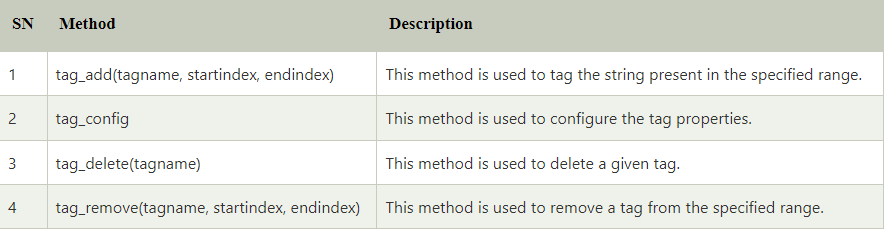 SN Method Description
1 tag_add(tagname, startindex, endindex) This method is used to tag the string present in the specified range.
2 tag_config This method is used to configure the tag properties.
3 tag_delete(tagname) This method is used to delete a given tag.
4 tag_remove(tagname, startindex, endindex) This method is used to remove a tag from the specified range.